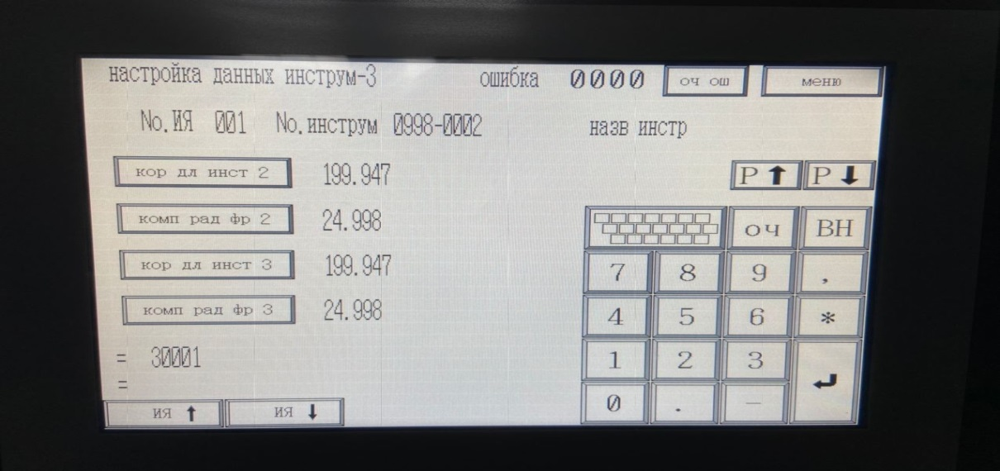 настройка данных инструм-3 ошибка 0000 оч ош меню
No.ИЯ 001 No.инструм 0998-0002 назв инстр
кор дл инст 2 199.947 P ↑ P ↓
комп рад фр 2 24.998 оч ВН
кор дл инст 3 199.947 7 8 9 ,
комп рад фр 3 24.998 4 5 6 *
= 30001 1 2 3
=
ИЯ ↑ ИЯ ↓ 0 . —